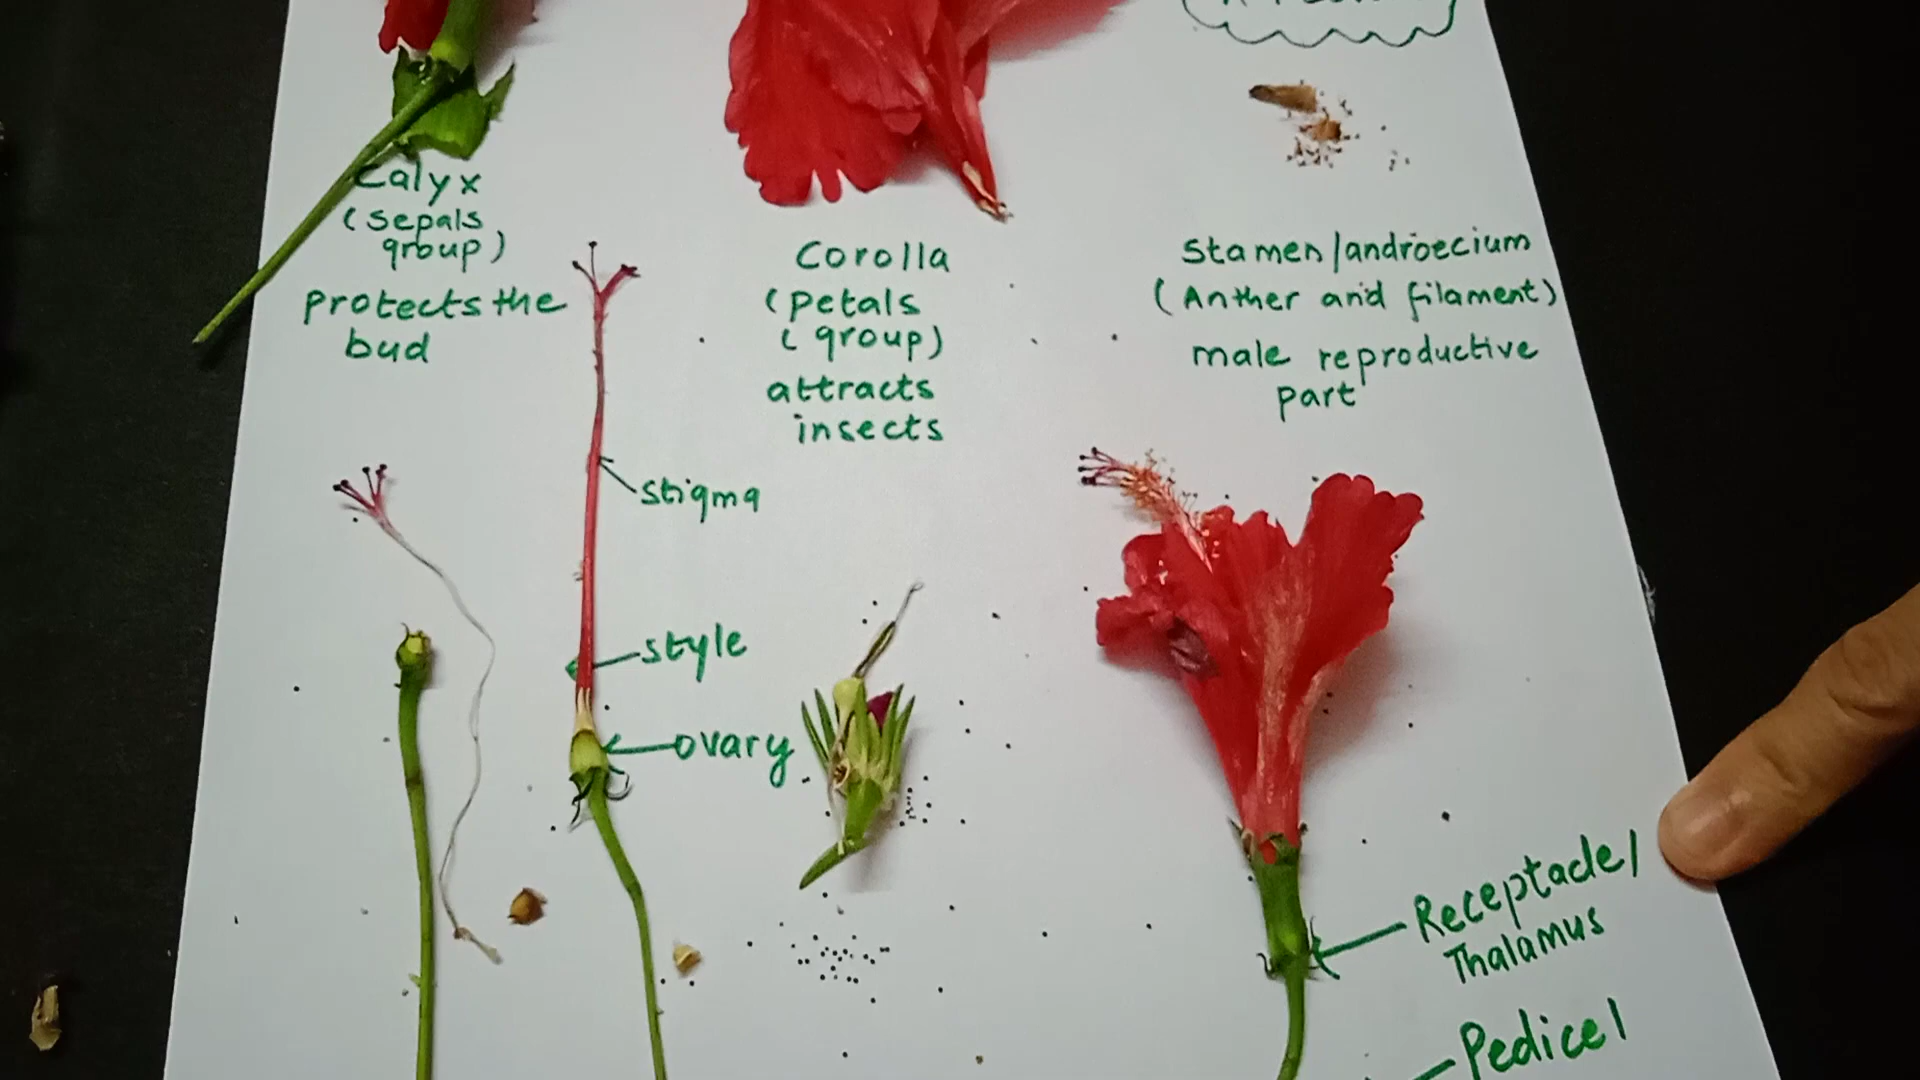 Calyx
(sepals
group)
protects the
bud
Corolla
(petals
(group)
attracts
insects
Stamen/androecium
(Anther and filament)
male reproductive
part
stigma
style
ovary
Receptacle/
Thalamus
Pedicel